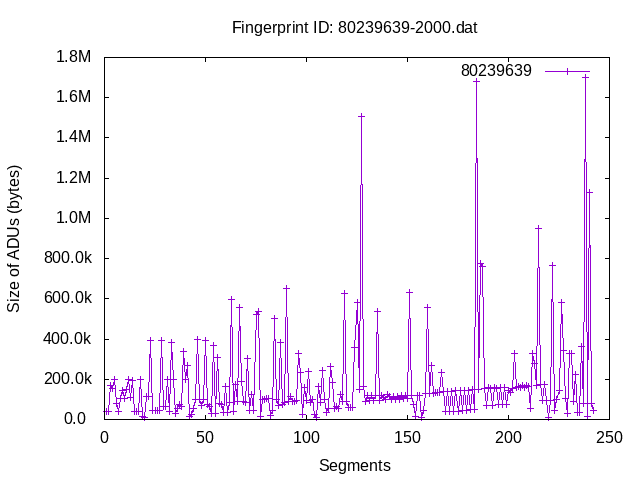 Fingerprint ID: 80239639-2000.dat
1.8M
80239639
1.6M
1.4M
1.2M
1.0M
800.0k
600.0k
400.0k
200.0k
0.0
Size of ADUs (bytes)
0 50 100 150 200 250
Segments